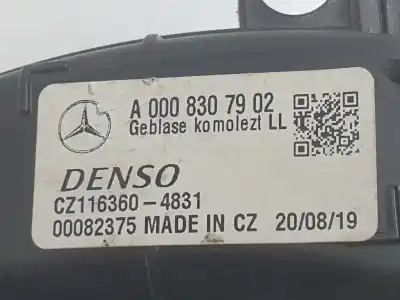 A 000 830 79 02
Geblase komolezt LL
DENSO
CZ116360-4831
00082375 MADE IN CZ 20/08/19